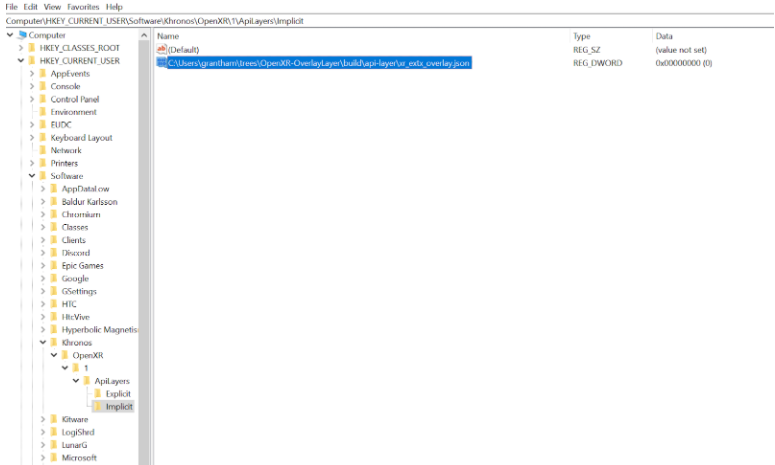 File Edit View Favorites Help
Computer\HKEY_CURRENT_USER\Software\Khronos\OpenXR\1\ApiLayers\Implicit
Computer
HKEY_CLASSES_ROOT
HKEY_CURRENT_USER
AppEvents
Console
Control Panel
Environment
EUDC
Keyboard Layout
Network
Printers
Software
AppDataLow
Baldur Karlsson
Chromium
Classes
Clients
Discord
Epic Games
Google
GSettings
HTC
HtcVive
Hyperbolic Magnetis
Khronos
OpenXR
1
ApiLayers
Explicit
Implicit
Kitware
LogiShrd
LunarG
Microsoft
Name Type Data
(Default) REG_SZ (value not set)
C:\Users\grantham\trees\OpenXR-OverlayLayer\build\api-layer\xr_extx_overlay.json REG_DWORD 0x00000000 (0)